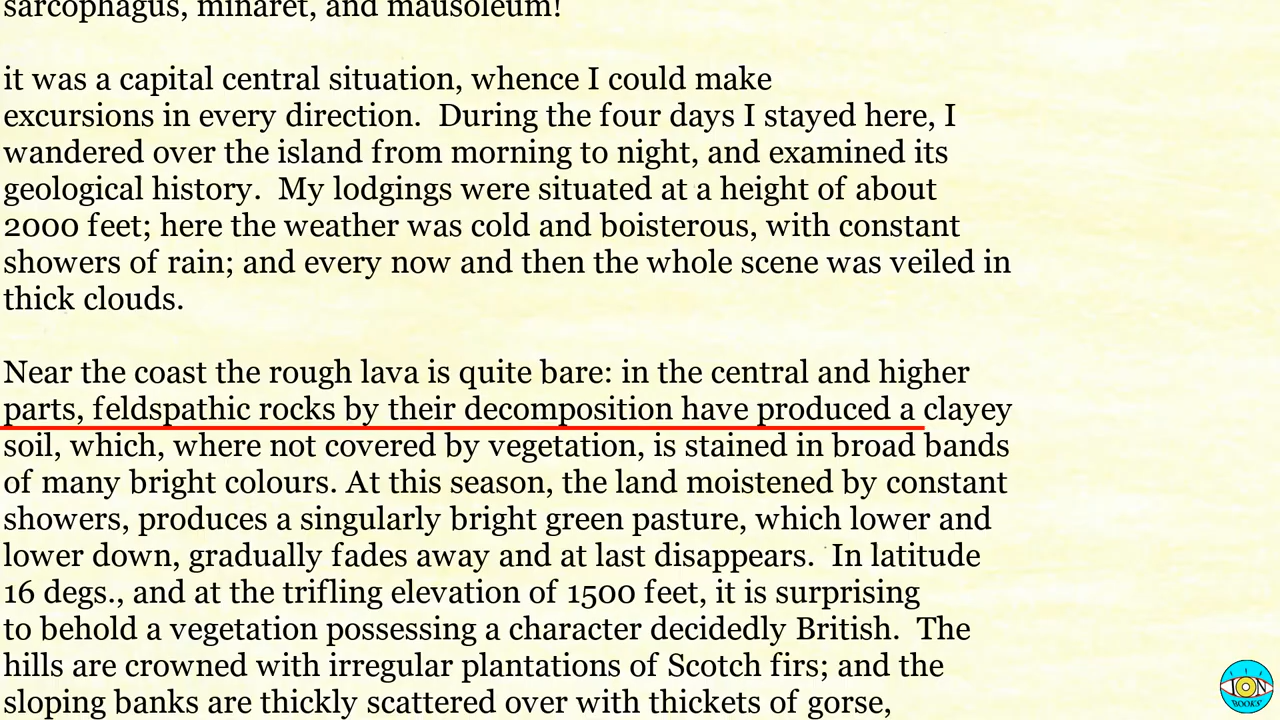 sarcophagus, minaret, and mausoleum!
it was a capital central situation, whence I could make
excursions in every direction.  During the four days I stayed here, I
wandered over the island from morning to night, and examined its
geological history.  My lodgings were situated at a height of about
2000 feet; here the weather was cold and boisterous, with constant
showers of rain; and every now and then the whole scene was veiled in
thick clouds.
Near the coast the rough lava is quite bare: in the central and higher
parts, feldspathic rocks by their decomposition have produced a clayey
soil, which, where not covered by vegetation, is stained in broad bands
of many bright colours. At this season, the land moistened by constant
showers, produces a singularly bright green pasture, which lower and
lower down, gradually fades away and at last disappears.  In latitude
16 degs., and at the trifling elevation of 1500 feet, it is surprising
to behold a vegetation possessing a character decidedly British.  The
hills are crowned with irregular plantations of Scotch firs; and the
sloping banks are thickly scattered over with thickets of gorse,
ION
BOOKS